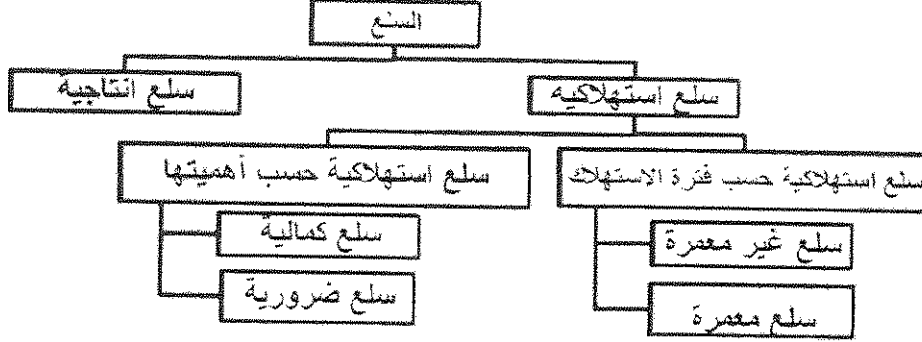 السلع
سلع استهلاكيه
سلع انتاجيه
سلع استهلاكية حسب فترة الاستهلاك
سلع استهلاكية حسب أهميتها
سلع غير معمرة
سلع معمرة
سلع كمالية
سلع ضرورية